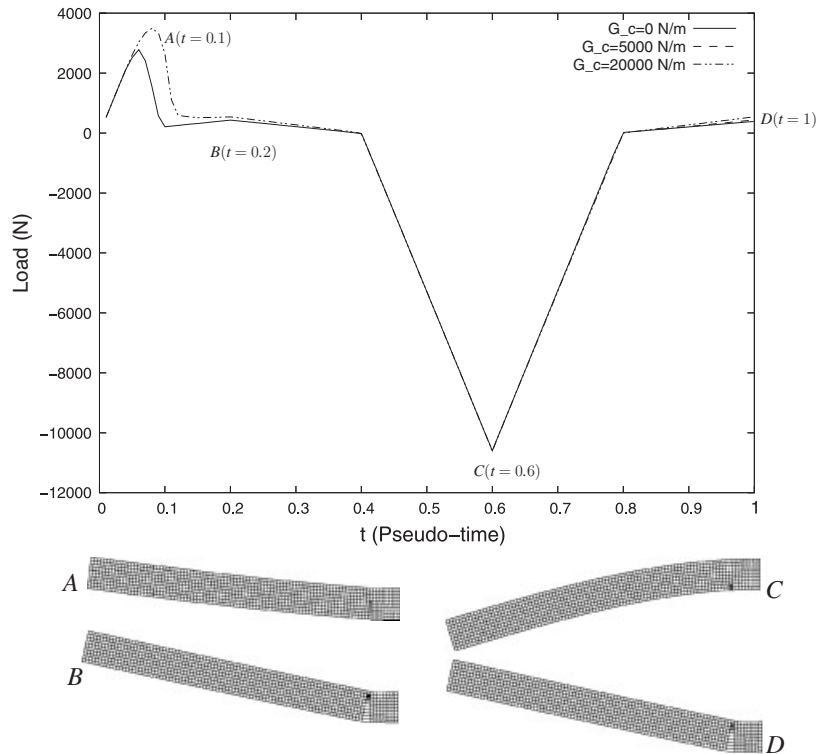 4000
2000
0
−2000
−4000
−6000
−8000
−10000
−12000
Load (N)
0
0.1
0.2
0.3
0.4
0.5
0.6
0.7
0.8
0.9
1
t (Pseudo−time)
G_c=0 N/m
G_c=5000 N/m
G_c=20000 N/m
A(t = 0.1)
B(t = 0.2)
C(t = 0.6)
D(t = 1)
A
B
C
D